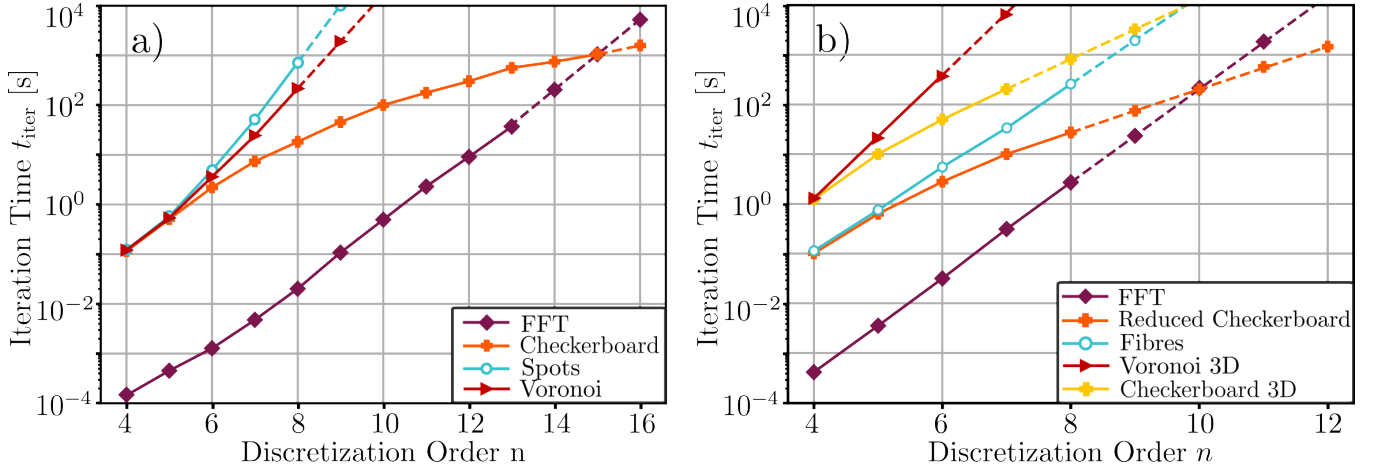 a)
Iteration Time t_iter [s]
10^4
10^2
10^0
10^-2
10^-4
4 6 8 10 12 14 16
Discretization Order n
FFT
Checkerboard
Spots
Voronoi
b)
Iteration Time t_iter [s]
10^4
10^2
10^0
10^-2
10^-4
4 6 8 10 12
Discretization Order n
FFT
Reduced Checkerboard
Fibres
Voronoi 3D
Checkerboard 3D